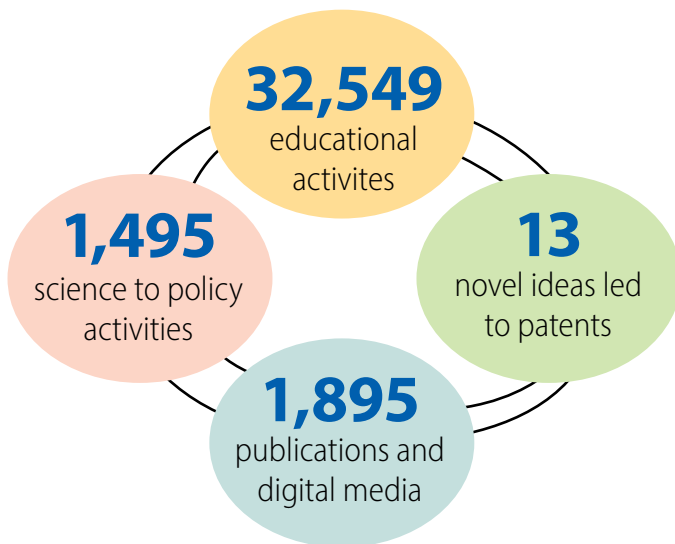 32,549
educational
activites
1,495
science to policy
activities
13
novel ideas led
to patents
1,895
publications and
digital media